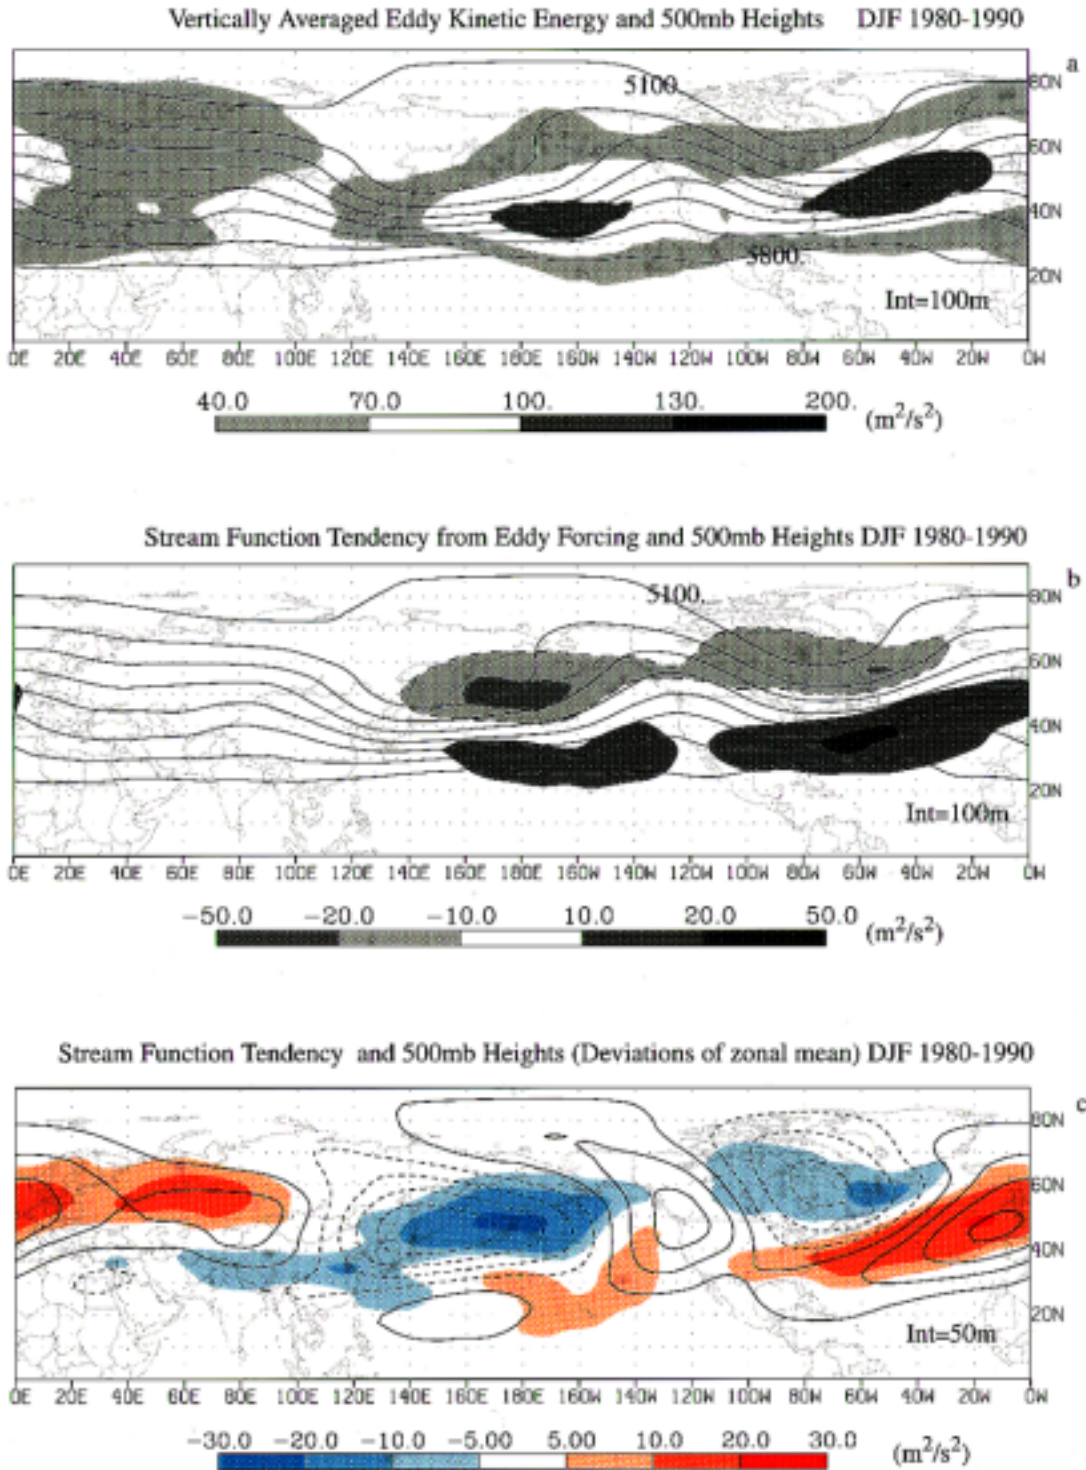 Vertically Averaged Eddy Kinetic Energy and 500mb Heights DJF 1980-1990
a
5100.
80N
60N
40N
5800.
20N
Int=100m
0E 20E 40E 60E 80E 100E 120E 140E 160E 180E 160W 140W 120W 100W 80W 60W 40W 20W 0W
40.0 70.0 100. 130. 200. (m²/s²)
Stream Function Tendency from Eddy Forcing and 500mb Heights DJF 1980-1990
b
5100.
80N
60N
40N
20N
Int=100m
0E 20E 40E 60E 80E 100E 120E 140E 160E 180E 160W 140W 120W 100W 80W 60W 40W 20W 0W
−50.0 −20.0 −10.0 10.0 20.0 50.0 (m²/s²)
Stream Function Tendency and 500mb Heights (Deviations of zonal mean) DJF 1980-1990
c
80N
60N
40N
20N
Int=50m
0E 20E 40E 60E 80E 100E 120E 140E 160E 180E 160W 140W 120W 100W 80W 60W 40W 20W 0W
−30.0 −20.0 −10.0 −5.00 5.00 10.0 20.0 30.0 (m²/s²)